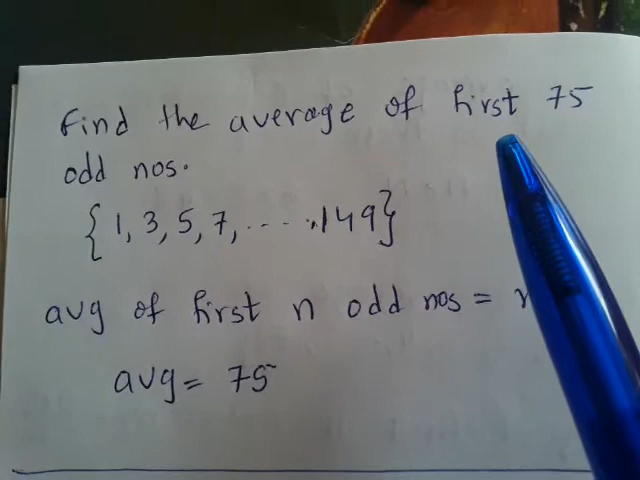 Find the average of first 75
odd nos.
{1, 3, 5, 7, ----., 149}
avg of first n odd nos =
avg = 75